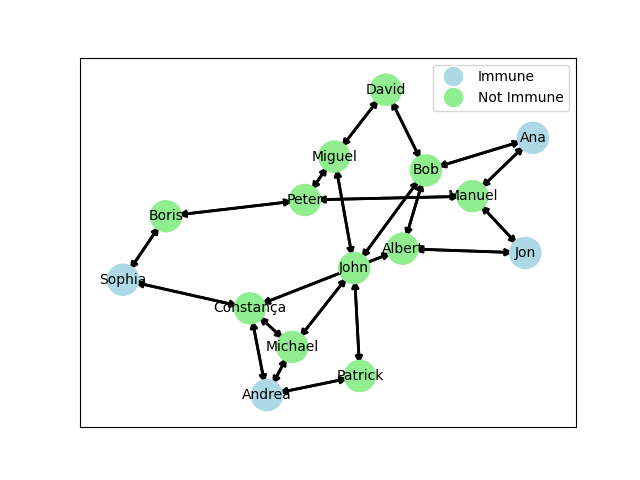 Immune
Not Immune
David
Ana
Miguel
Bob
Peter
Manuel
Boris
Albert
Jon
John
Sophia
Constança
Michael
Patrick
Andrea